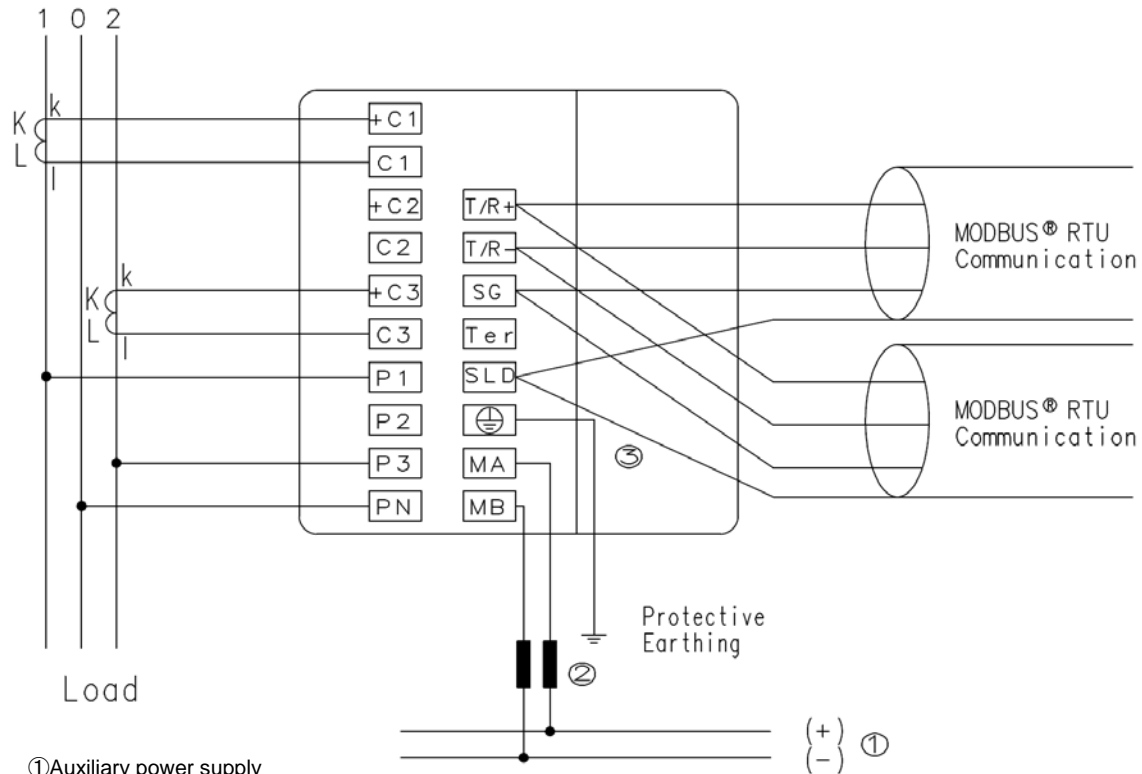 1 0 2
k
K
L
l
k
K
L
l
+C1
C1
+C2
C2
+C3
C3
P1
P2
P3
PN
T/R+
T/R-
SG
Ter
SLD
MA
MB
③
MODBUS® RTU
Communication
MODBUS® RTU
Communication
Protective
Earthing
②
Load
(+)
(-)
①
①Auxiliary power supply